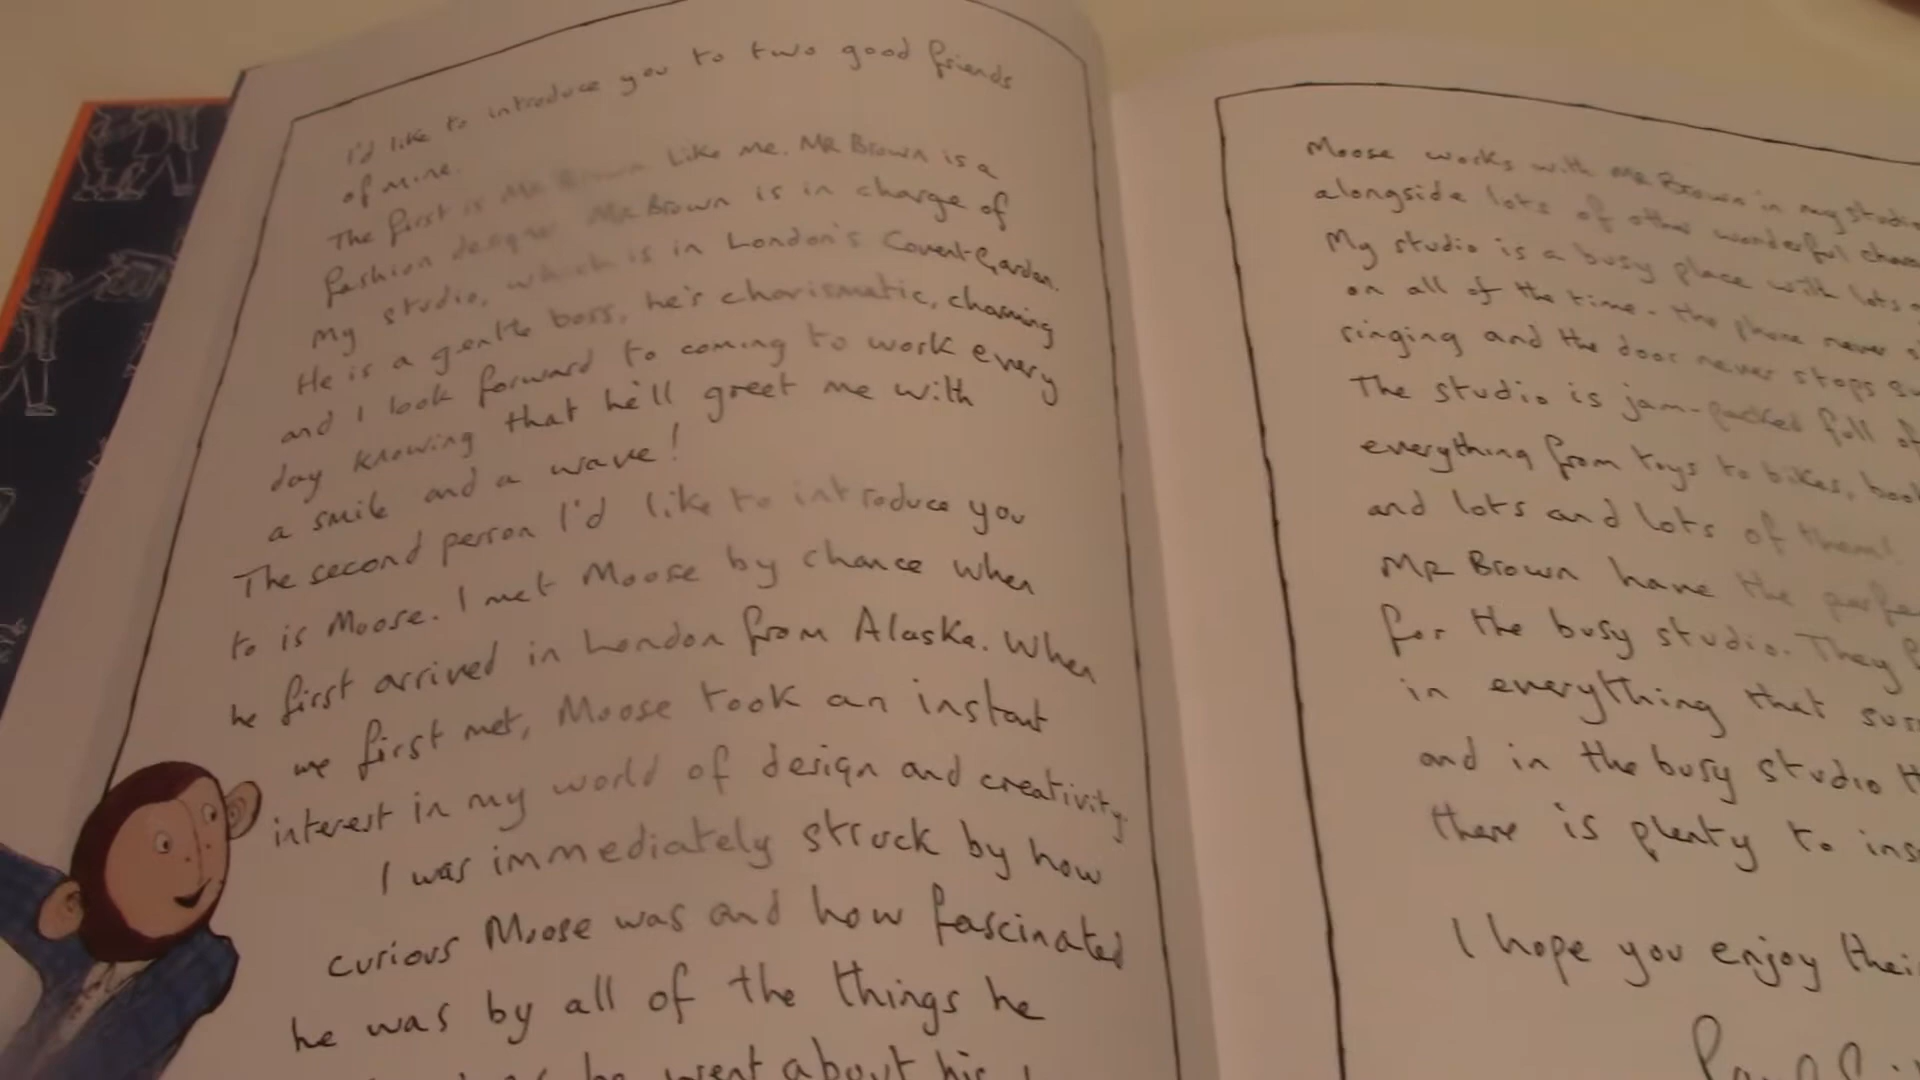 I'd like to introduce you to two good friends
of mine.
The first is Mr Brown. Like me, MR Brown is a
fashion designer. Mr Brown is in charge of
my studio, which is in London's Covent Garden.
He is a gentle boss, he's charismatic, charming
and I look forward to coming to work every
day knowing that he'll greet me with
a smile and a wave!
The second person I'd like to introduce you
to is Moose. I met Moose by chance when
he first arrived in London from Alaska. When
we first met, Moose took an instant
interest in my world of design and creativity.
I was immediately struck by how
curious Moose was and how fascinated
he was by all of the things he
he went about his
Moose works with MR Brown in my studio
alongside lots of other wonderful
My studio is a busy place with lots
on all of the time. The phone never
ringing and the door never stops
The studio is jam-packed full of
everything from toys to bikes,
and lots and lots of them!
MR Brown have the
for the busy studio. They
in everything that
and in the busy studio
there is plenty to
I hope you enjoy